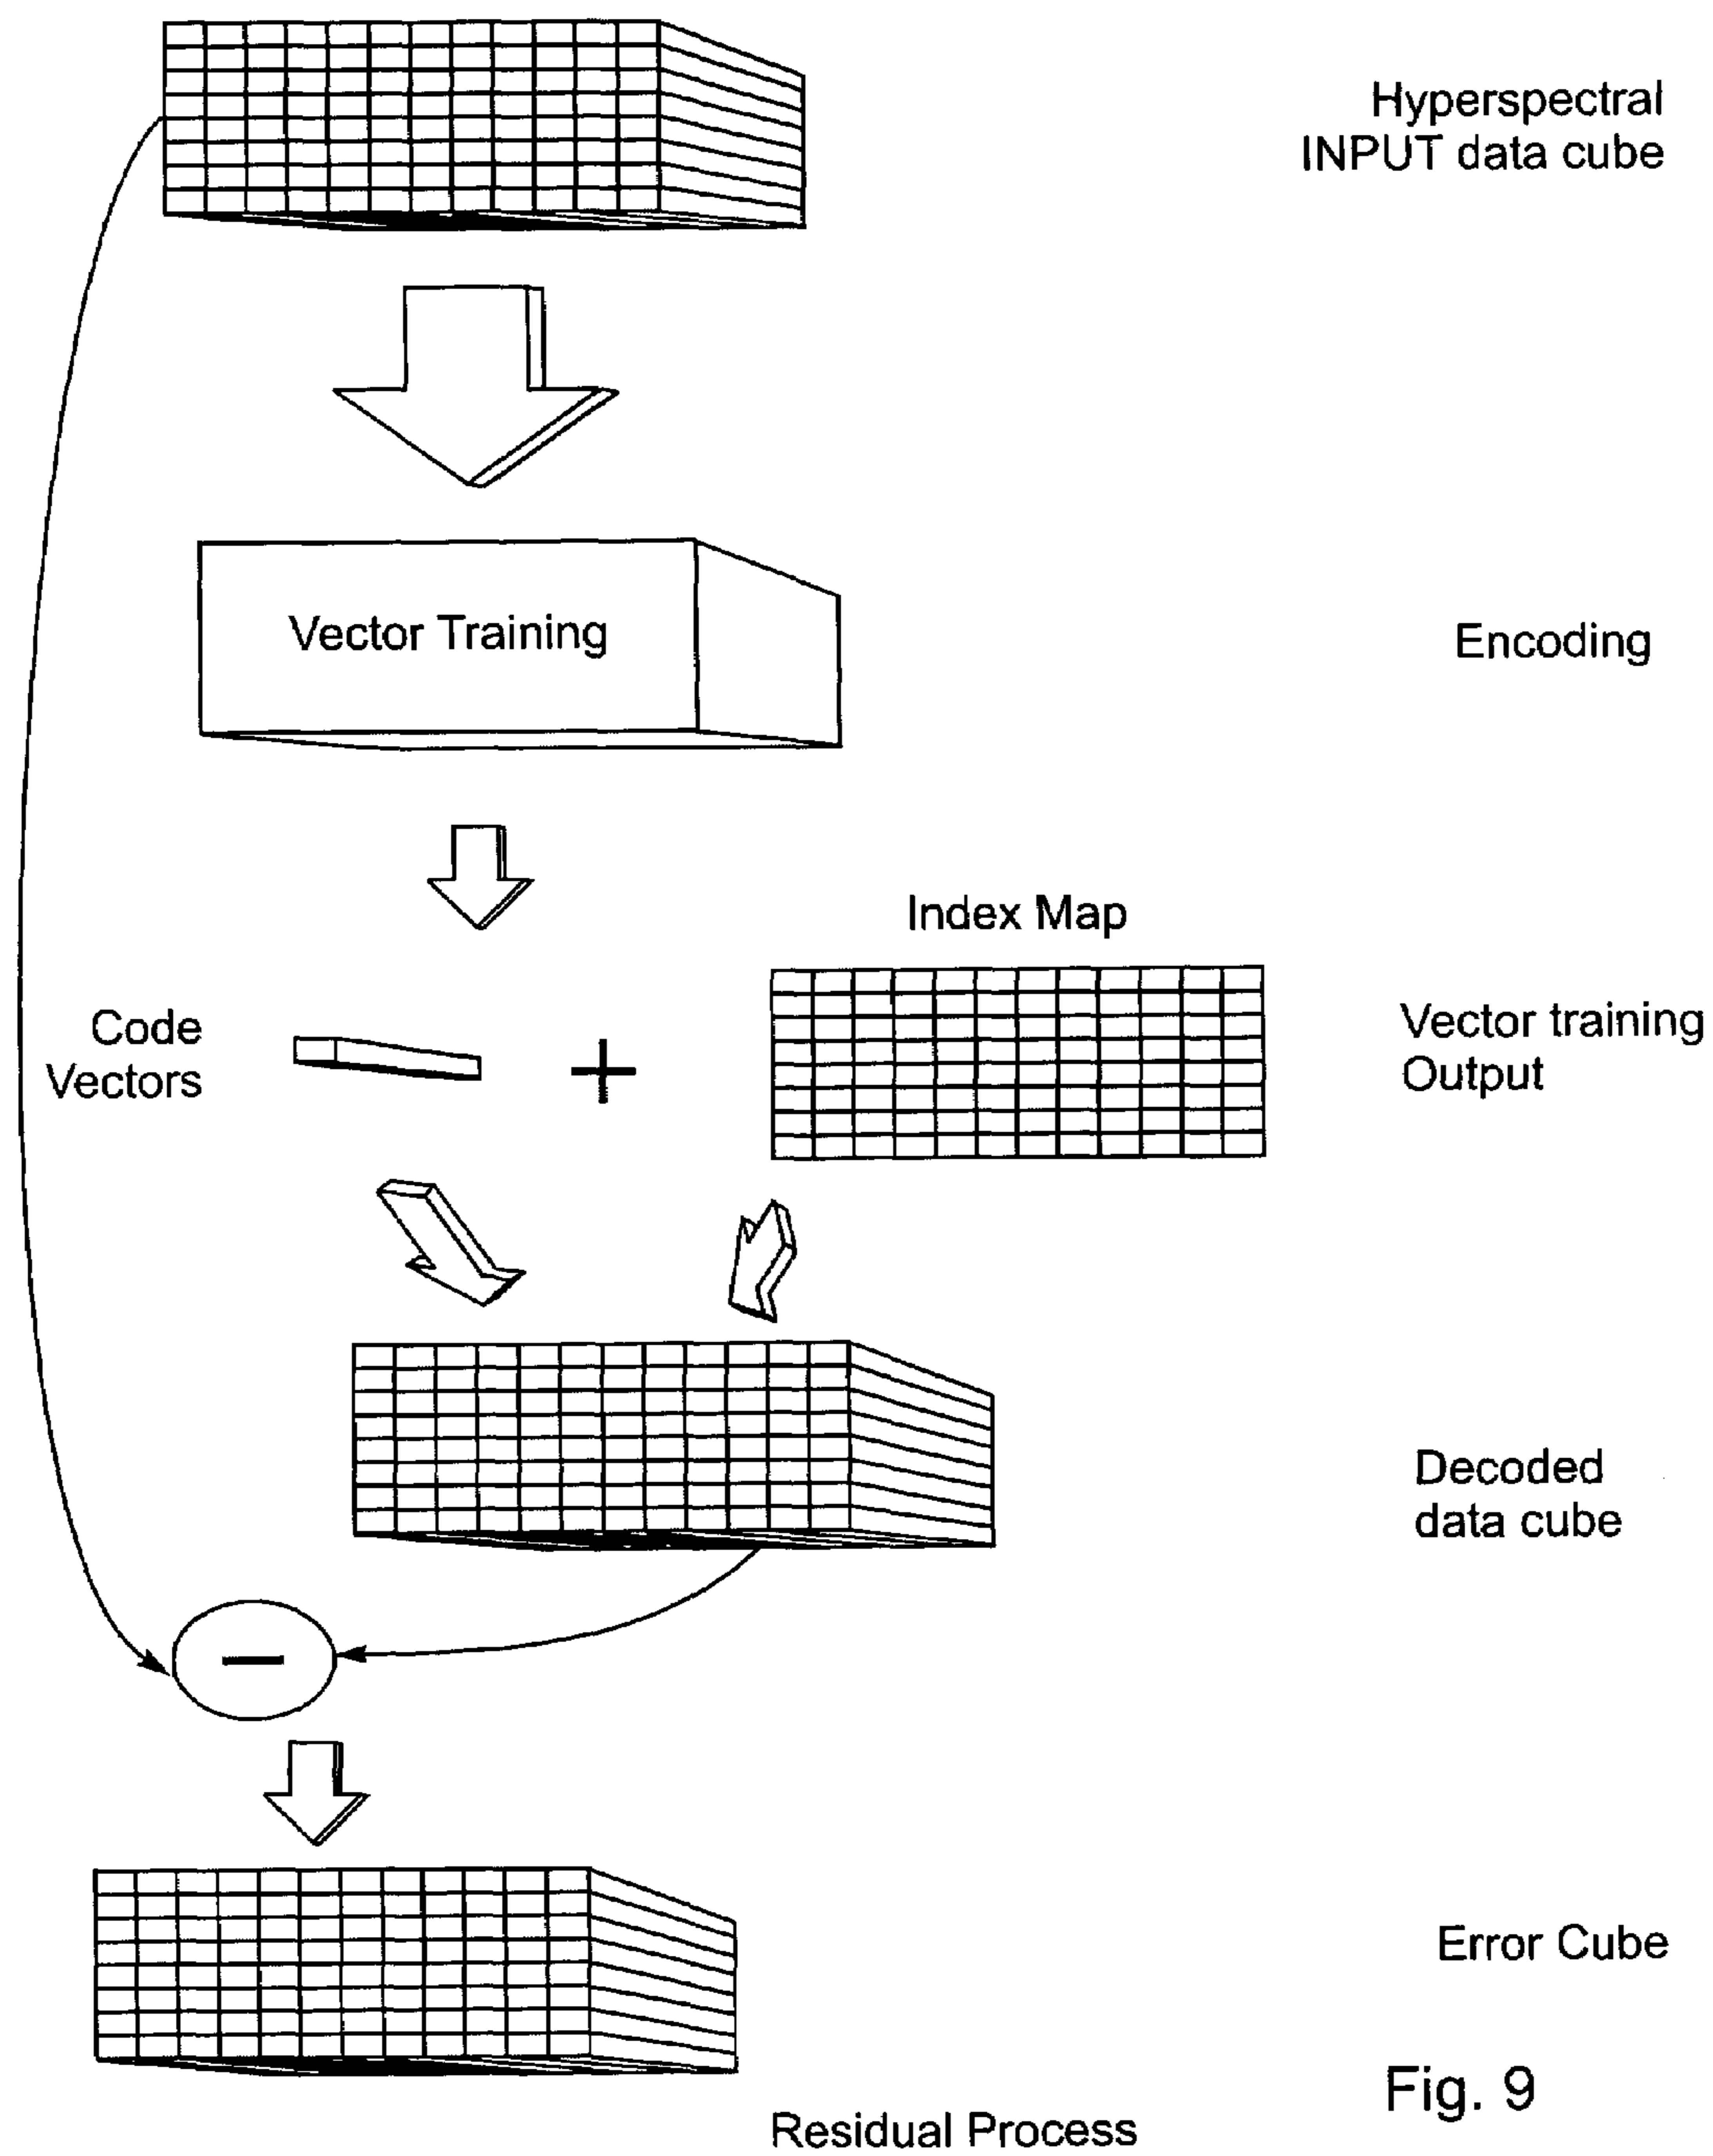 Hyperspectral
INPUT data cube
Vector Training
Encoding
Index Map
Code
Vectors
Vector training
Output
Decoded
data cube
Error Cube
Fig. 9
Residual Process